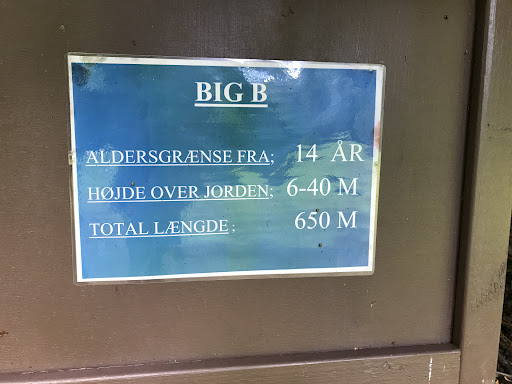 BIG B
ALDERSGRÆNSE FRA; 14 ÅR
HØJDE OVER JORDEN; 6-40 M
TOTAL LÆNGDE; 650 M